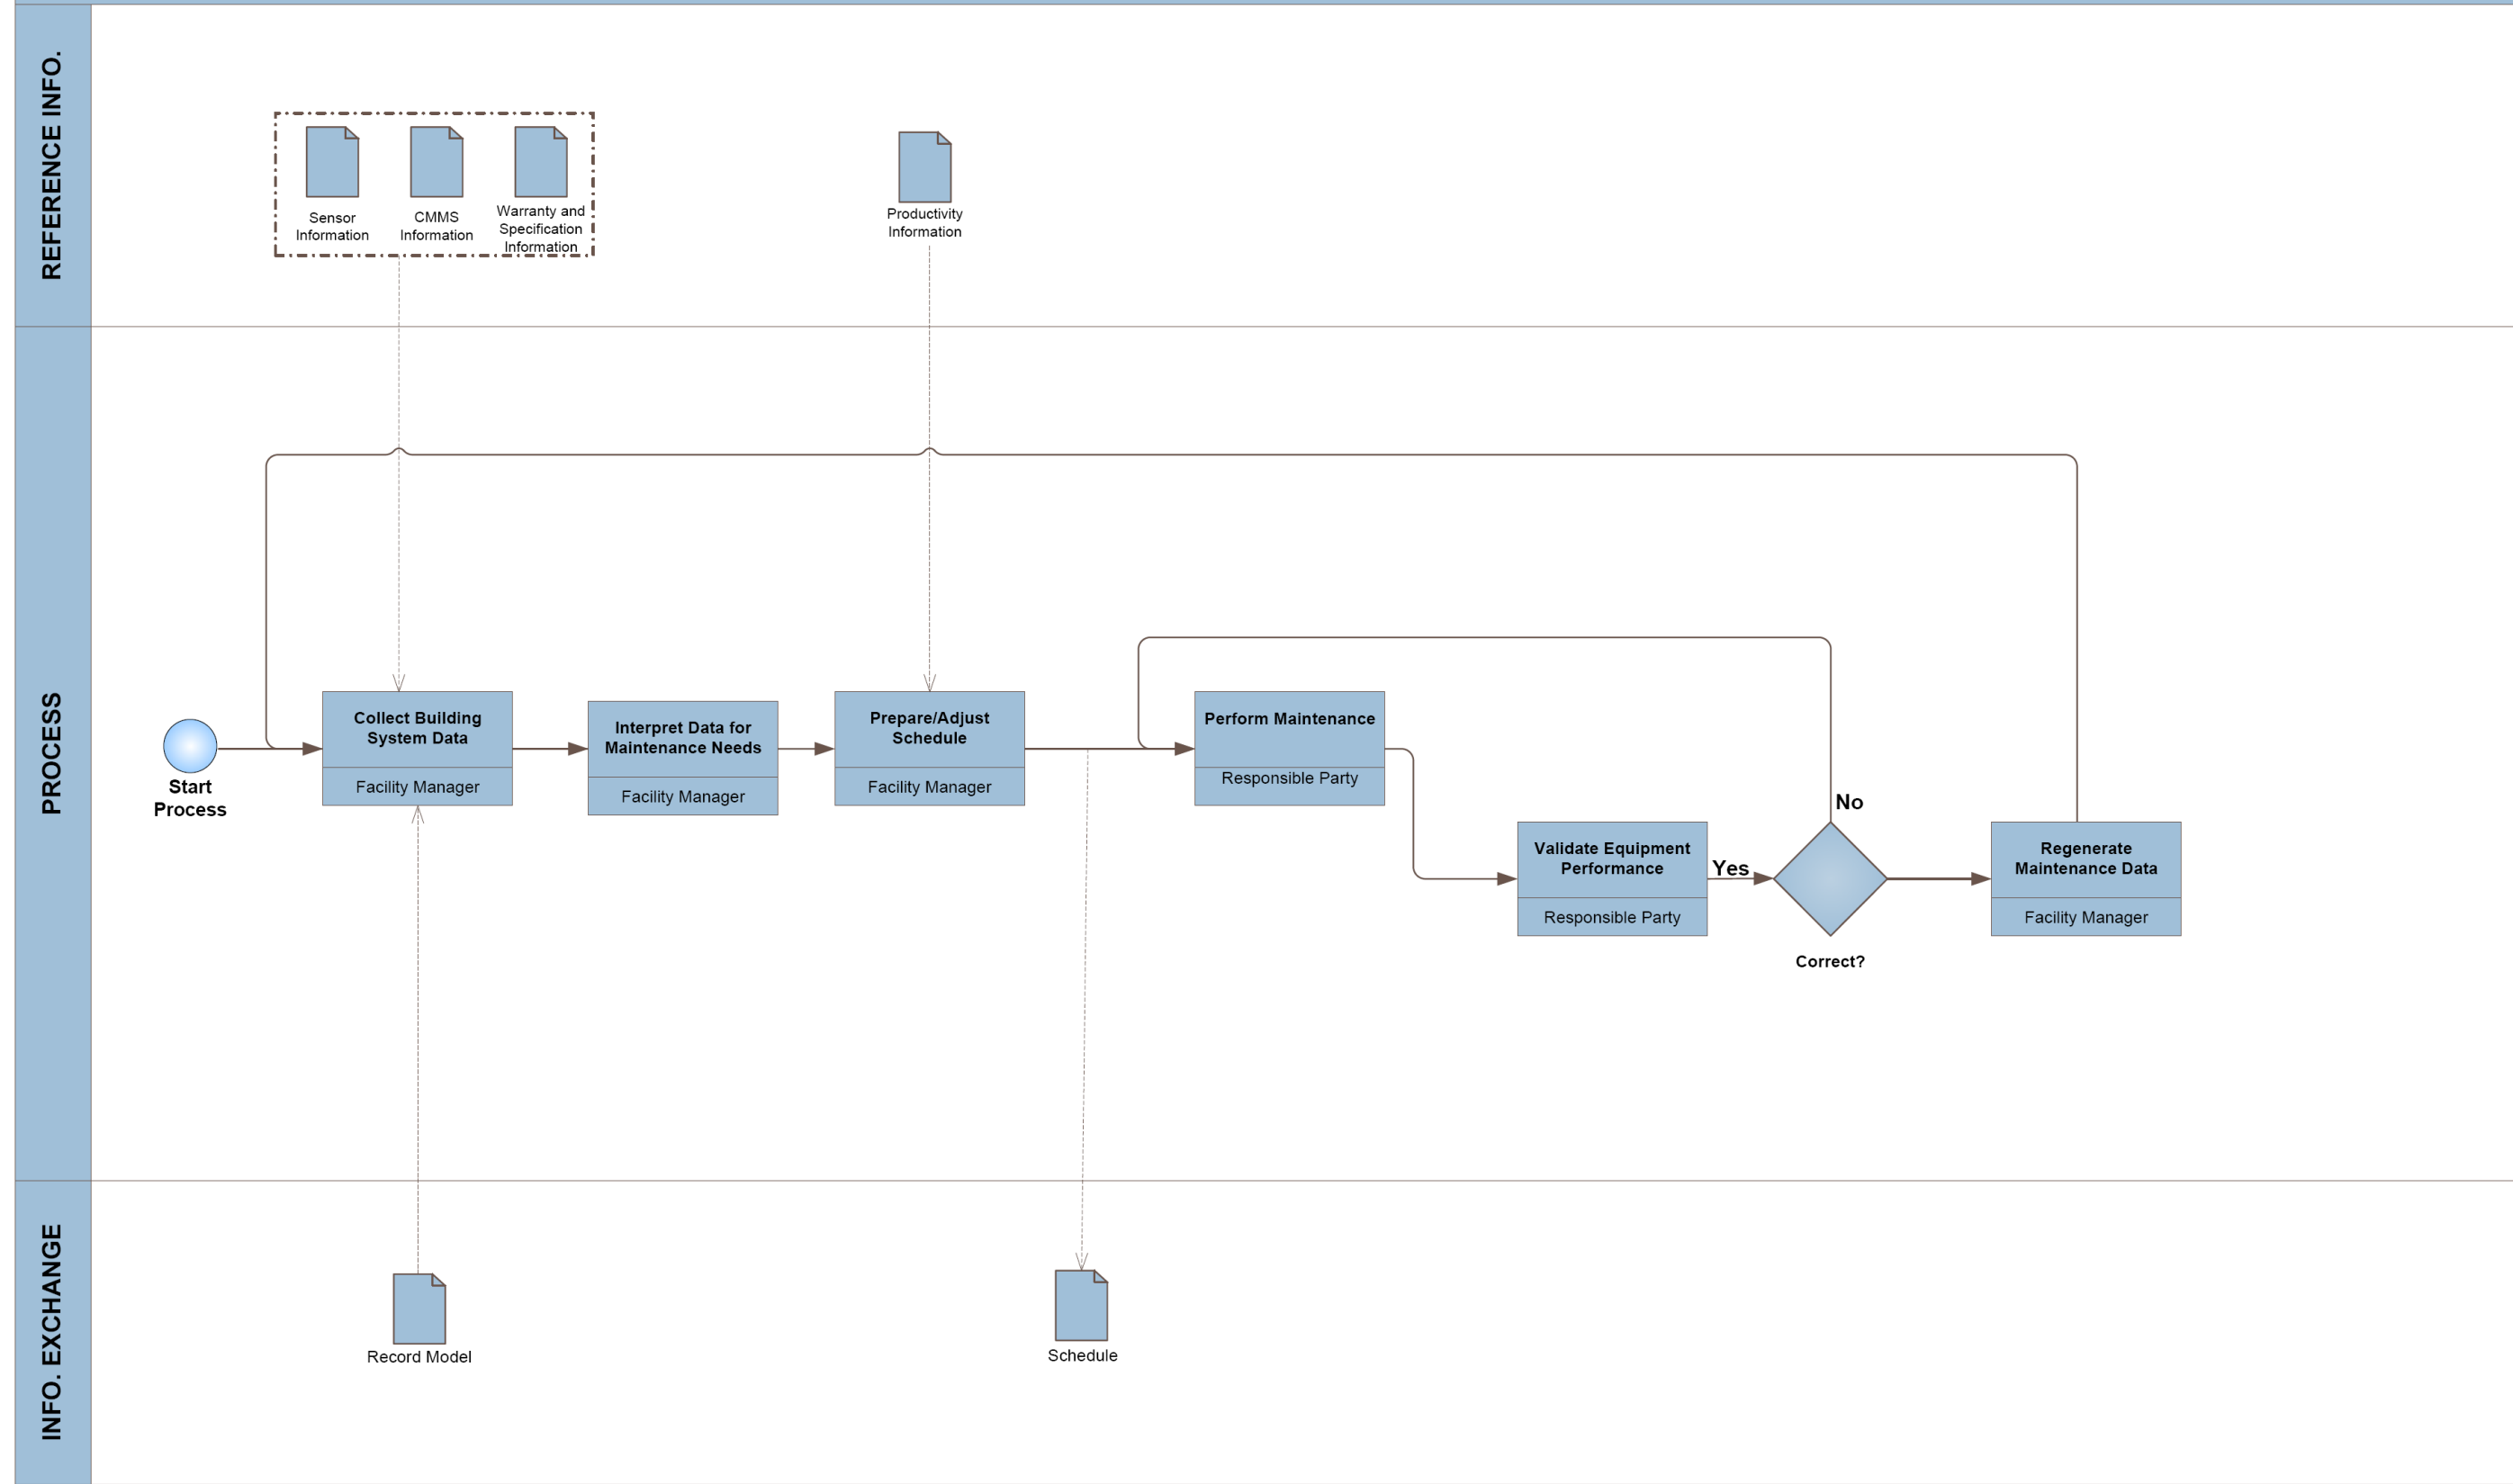 REFERENCE INFO.
Sensor
Information
CMMS
Information
Warranty and
Specification
Information
Productivity
Information
PROCESS
Start
Process
Collect Building
System Data
Facility Manager
Interpret Data for
Maintenance Needs
Facility Manager
Prepare/Adjust
Schedule
Facility Manager
Perform Maintenance
Responsible Party
Validate Equipment
Performance
Responsible Party
Yes
No
Correct?
Regenerate
Maintenance Data
Facility Manager
INFO. EXCHANGE
Record Model
Schedule